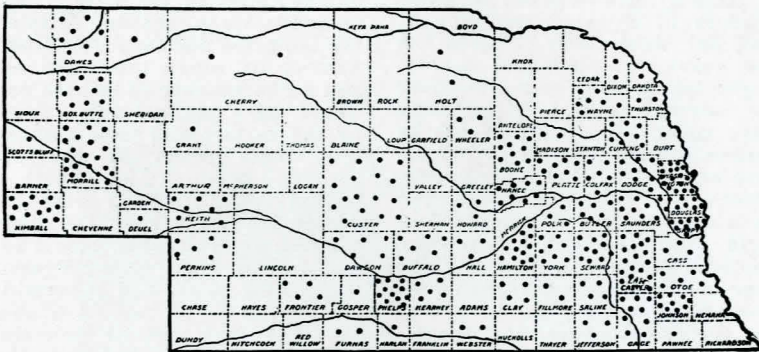 KEYA PAHA BOYD
DAWES
KNOX
CEDAR
DIXON DAKOTA
SIOUX BOX BUTTE SHERIDAN CHERRY BROWN ROCK HOLT PIERCE WAYNE THURSTON
ANTELOPE
SCOTTS BLUFF GRANT HOOKER THOMAS BLAINE LOUP GARFIELD WHEELER MADISON STANTON CUMING BURT
BOONE
BANNER MORRILL GARDEN ARTHUR McPHERSON LOGAN VALLEY GREELEY NANCE PLATTE COLFAX DODGE
KEITH CUSTER DOUGLAS
KIMBALL CHEYENNE DEUEL SHERMAN HOWARD MERRICK POLK BUTLER SAUNDERS SARPY
CASS
PERKINS LINCOLN DAWSON BUFFALO HALL HAMILTON YORK SEWARD
OTOE
CHASE HAYES FRONTIER GOSPER PHELPS KEARNEY ADAMS CLAY FILLMORE SALINE JOHNSON NEMAHA
DUNDY HITCHCOCK RED WILLOW FURNAS HARLAN FRANKLIN WEBSTER NUCKOLLS THAYER JEFFERSON GAGE PAWNEE RICHARDSON